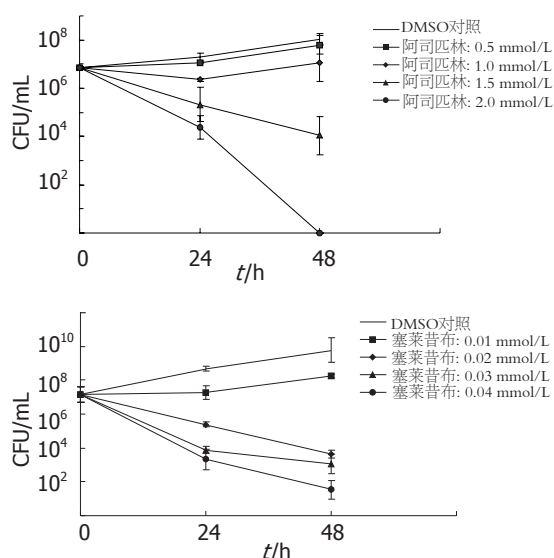 10⁸
10⁶
10⁴
10²
CFU/mL
0
24
48
t/h
DMSO对照
阿司匹林: 0.5 mmol/L
阿司匹林: 1.0 mmol/L
阿司匹林: 1.5 mmol/L
阿司匹林: 2.0 mmol/L
10¹⁰
10⁸
10⁶
10⁴
10²
CFU/mL
0
24
48
t/h
DMSO对照
塞莱昔布: 0.01 mmol/L
塞莱昔布: 0.02 mmol/L
塞莱昔布: 0.03 mmol/L
塞莱昔布: 0.04 mmol/L